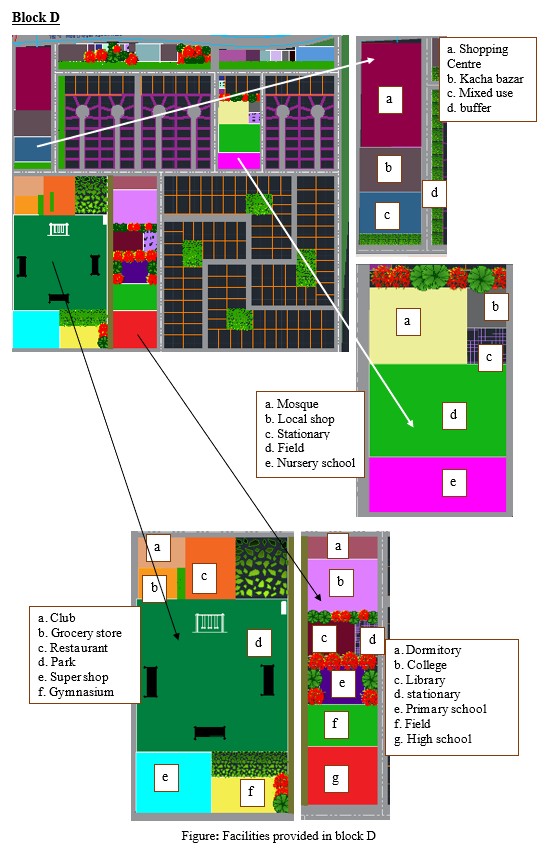 Block D
a. Shopping
Centre
b. Kacha bazar
c. Mixed use
d. buffer
a
b
d
c
a
b
c
d
e
a. Mosque
b. Local shop
c. Stationary
d. Field
e. Nursery school
a
b
c
d
e
f
a
b
c
d
e
f
g
a. Club
b. Grocery store
c. Restaurant
d. Park
e. Super shop
f. Gymnasium
a. Dormitory
b. College
c. Library
d. stationary
e. Primary school
f. Field
g. High school
Figure: Facilities provided in block D